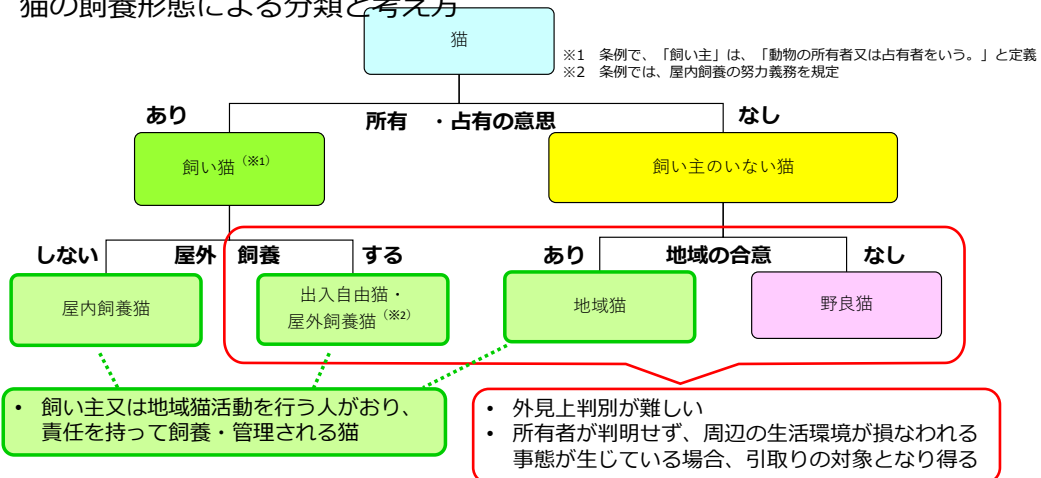 猫の飼養形態による分類と考え方
猫
※1 条例で、「飼い主」は、「動物の所有者又は占有者をいう。」と定義
※2 条例では、屋内飼養の努力義務を規定
あり
所有 ・占有の意思
なし
飼い猫（※1）
飼い主のいない猫
しない
屋外 飼養
する
あり
地域の合意
なし
屋内飼養猫
出入自由猫・
屋外飼養猫（※2）
地域猫
野良猫
• 飼い主又は地域猫活動を行う人がおり、
責任を持って飼養・管理される猫
• 外見上判別が難しい
• 所有者が判明せず、周辺の生活環境が損なわれる
事態が生じている場合、引取りの対象となり得る